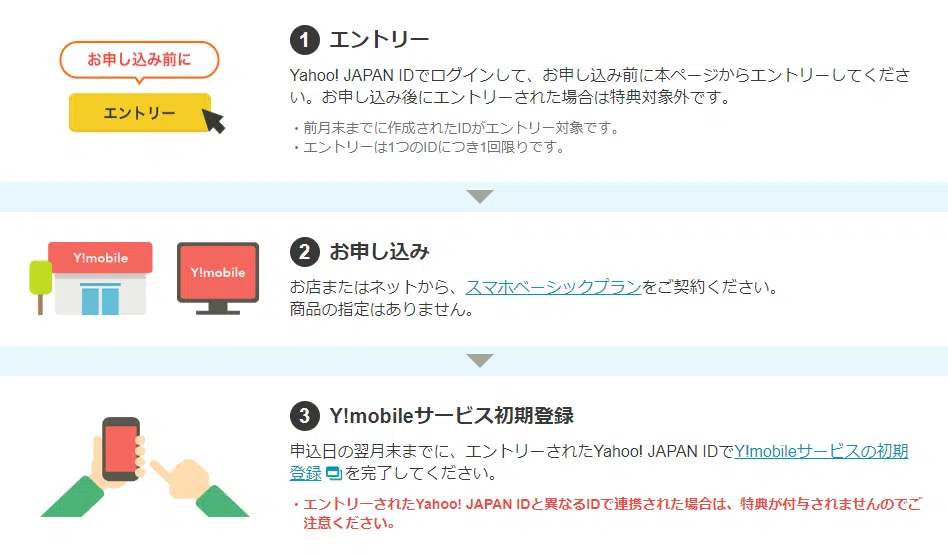 お申し込み前に
エントリー
1 エントリー
Yahoo! JAPAN IDでログインして、お申し込み前に本ページからエントリーしてくださ
い。お申し込み後にエントリーされた場合は特典対象外です。
・前月末までに作成されたIDがエントリー対象です。
・エントリーは1つのIDにつき1回限りです。
Y!mobile
Y!mobile
2 お申し込み
お店またはネットから、スマホベーシックプランをご契約ください。
商品の指定はありません。
3 Y!mobileサービス初期登録
申込日の翌月末までに、エントリーされたYahoo! JAPAN IDでY!mobileサービスの初期
登録を完了してください。
・エントリーされたYahoo! JAPAN IDと異なるIDで連携された場合は、特典が付与されませんのでご
注意ください。